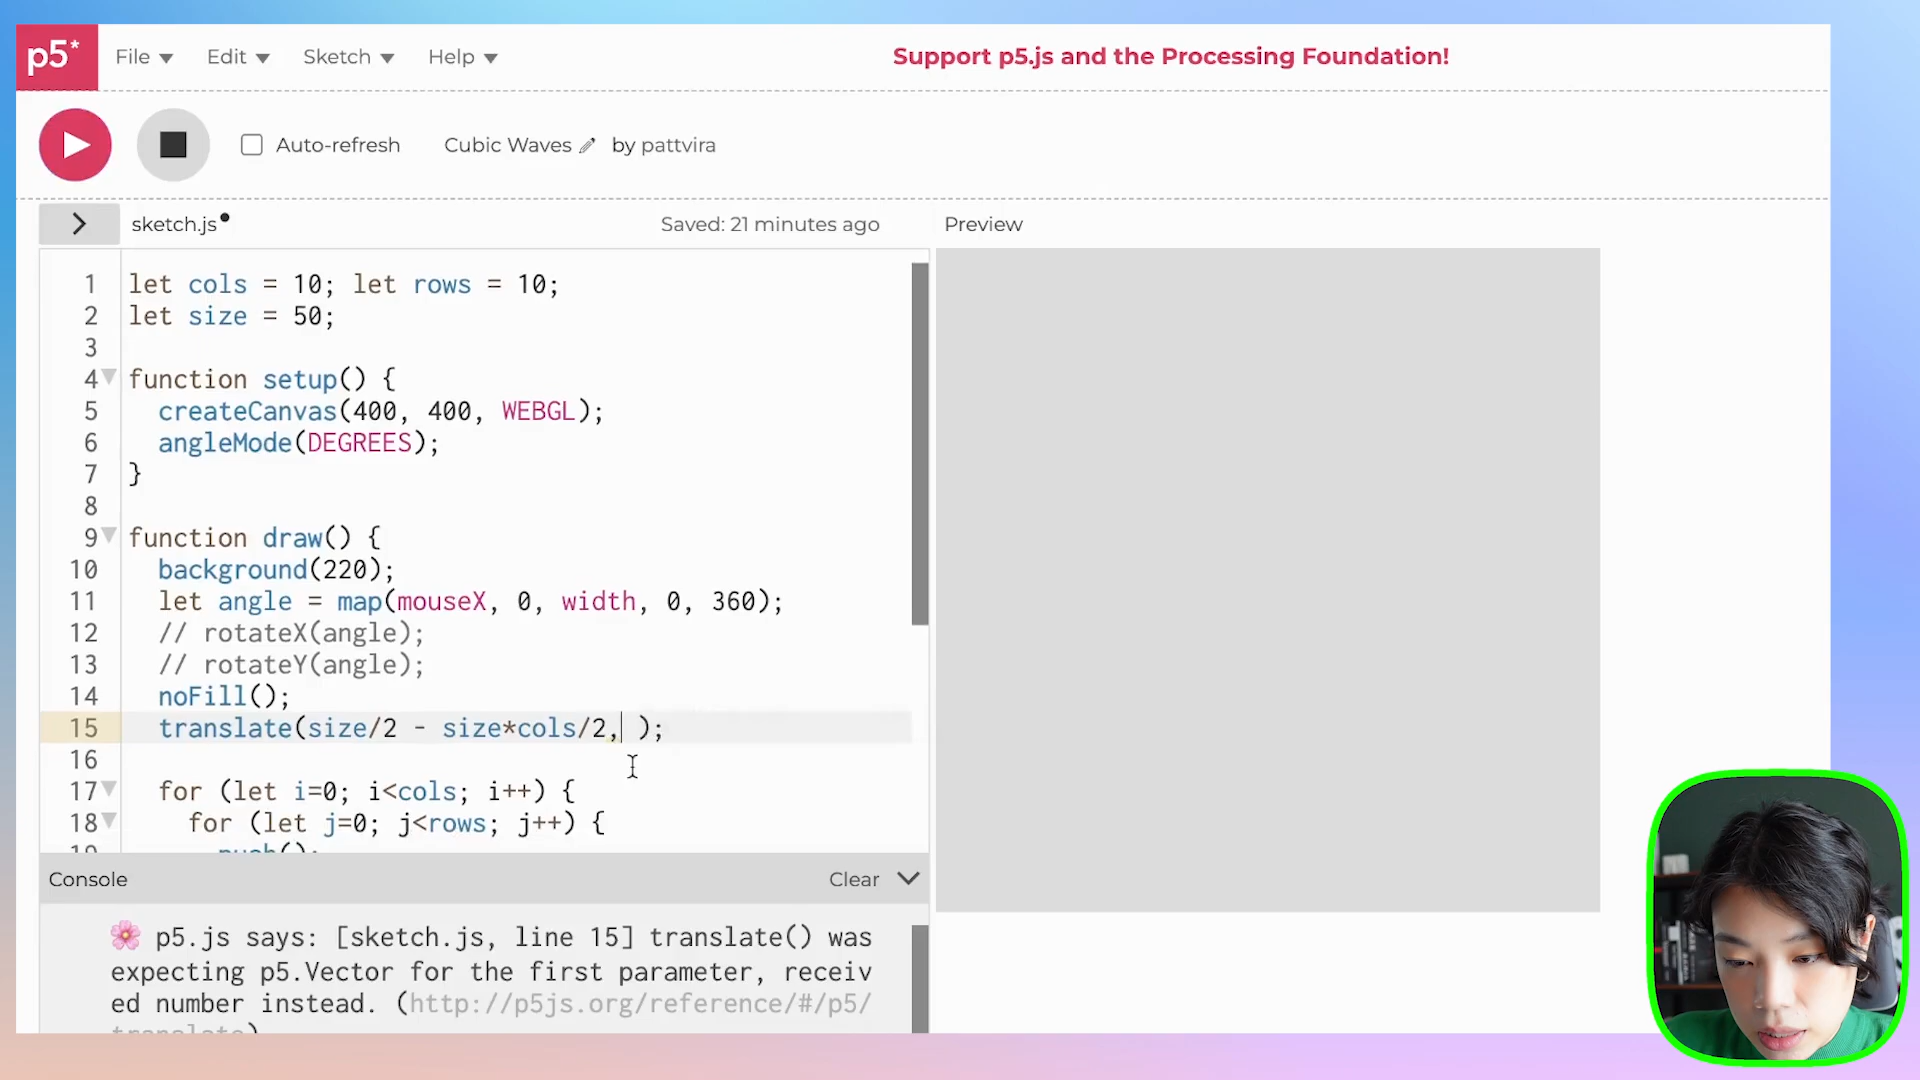 p5*
File
Edit
Sketch
Help
Support p5.js and the Processing Foundation!
Auto-refresh
Cubic Waves
by pattvira
sketch.js
Saved: 21 minutes ago
Preview
1 let cols = 10; let rows = 10;
2 let size = 50;
3
4 function setup() {
5 createCanvas(400, 400, WEBGL);
6 angleMode(DEGREES);
7 }
8
9 function draw() {
10 background(220);
11 let angle = map(mouseX, 0, width, 0, 360);
12 // rotateX(angle);
13 // rotateY(angle);
14 noFill();
15 translate(size/2 - size*cols/2, );
16
17 for (let i=0; i<cols; i++) {
18 for (let j=0; j<rows; j++) {
19 push();
Console
Clear
🌸 p5.js says: [sketch.js, line 15] translate() was
expecting p5.Vector for the first parameter, receiv
ed number instead. (http://p5js.org/reference/#/p5/
translate)